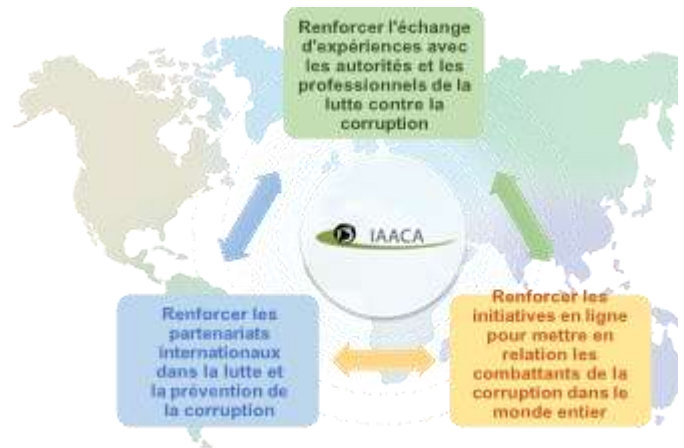 Renforcer l'échange
d'expériences avec
les autorités et les
professionnels de la
lutte contre la
corruption
IAACA
Renforcer les
partenariats
internationaux
dans la lutte et
la prévention de
la corruption
Renforcer les
initiatives en ligne
pour mettre en
relation les
combattants de la
corruption dans le
monde entier